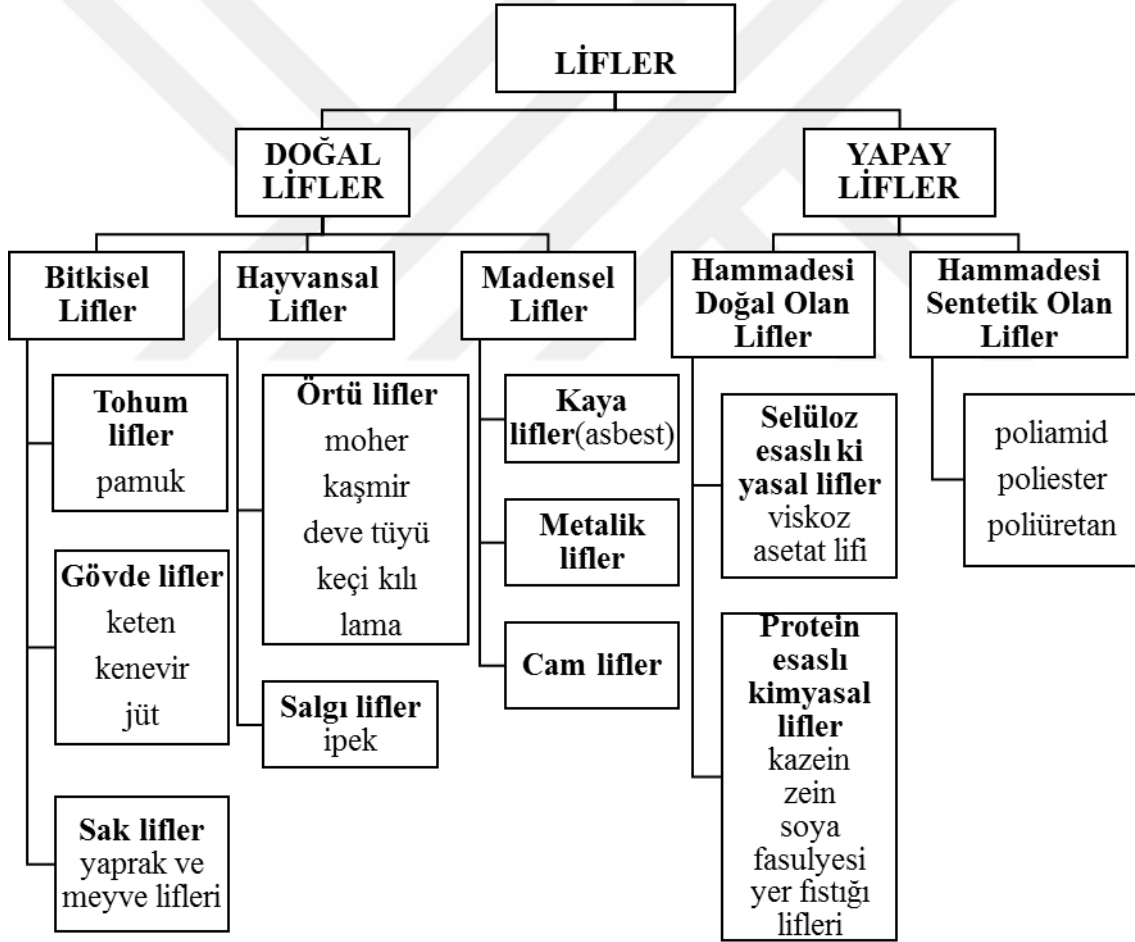 LİFLER
DOĞAL
LİFLER
YAPAY
LİFLER
Bitkisel
Lifler
Hayvansal
Lifler
Madensel
Lifler
Hammadesi
Doğal Olan
Lifler
Hammadesi
Sentetik Olan
Lifler
Tohum
lifler
pamuk
Gövde lifler
keten
kenevir
jüt
Sak lifler
yaprak ve
meyve lifleri
Örtü lifler
moher
kaşmir
deve tüyü
keçi kılı
lama
Salgı lifler
ipek
Kaya
lifler(asbest)
Metalik
lifler
Cam lifler
Selüloz
esaslı ki
yasal lifler
viskoz
asetat lifi
Protein
esaslı
kimyasal
lifler
kazein
zein
soya
fasulyesi
yer fistığı
lifleri
poliamid
poliester
poliüretan